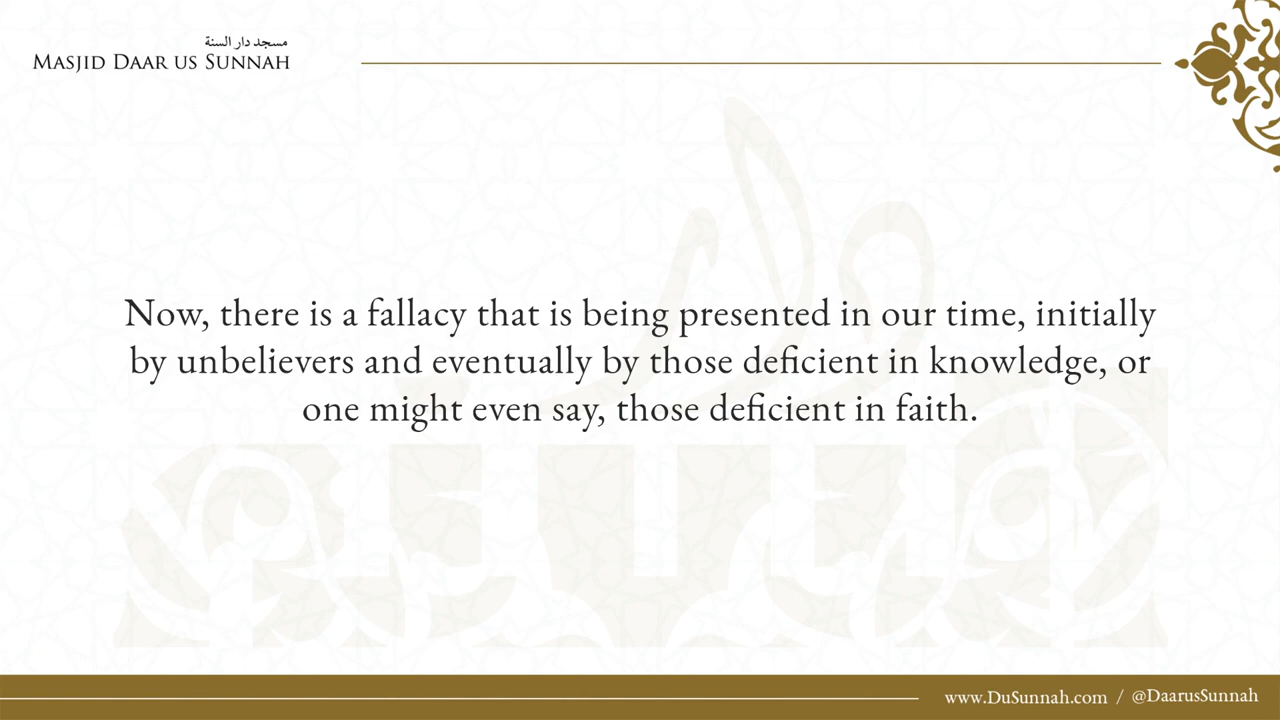 مسجد دار السنة
MASJID DAAR US SUNNAH
Now, there is a fallacy that is being presented in our time, initially
by unbelievers and eventually by those deficient in knowledge, or
one might even say, those deficient in faith.
www.DuSunnah.com / @DaarusSunnah